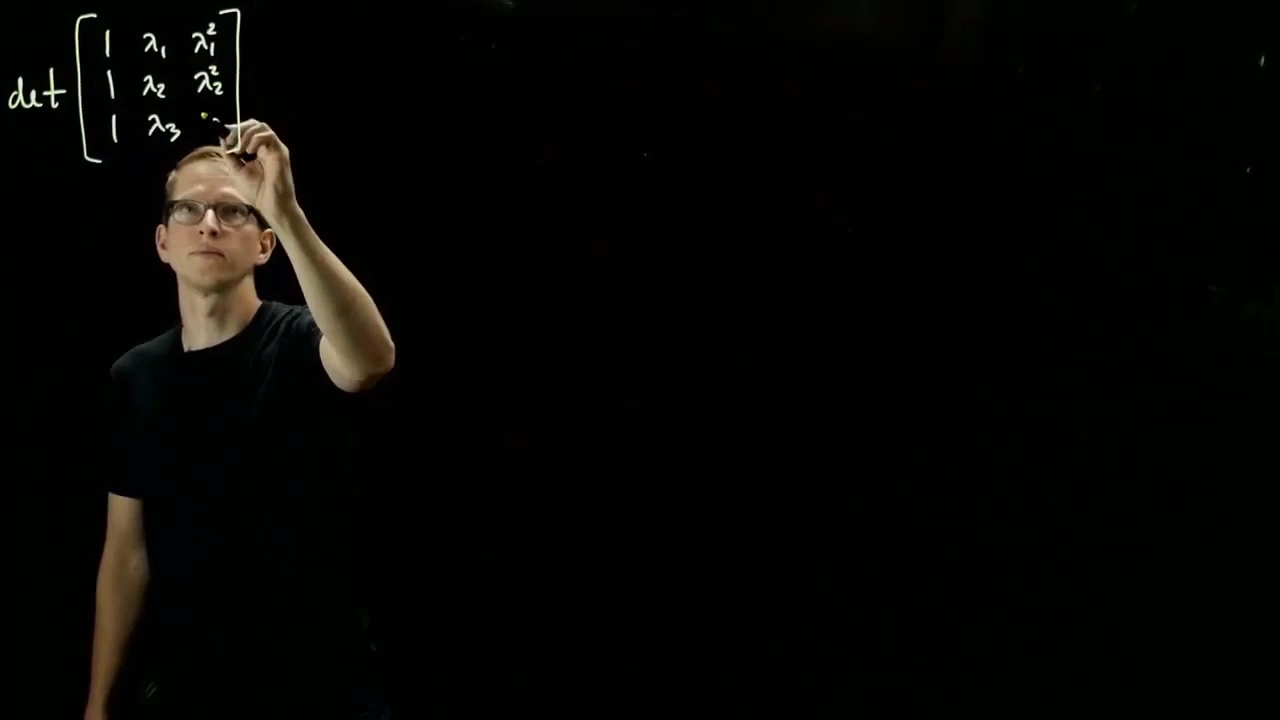 det [ 1 λ₁ λ₁²
1 λ₂ λ₂²
1 λ₃ ]